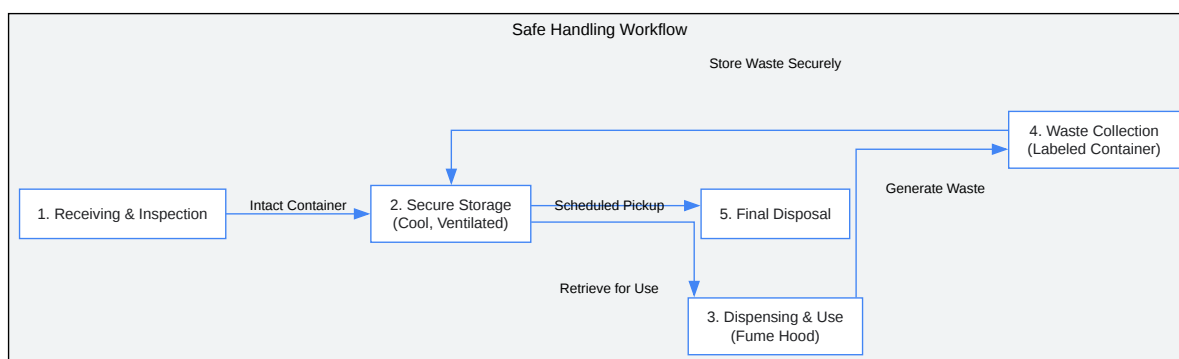 Safe Handling Workflow
Store Waste Securely
4. Waste Collection
(Labeled Container)
Generate Waste
1. Receiving & Inspection
Intact Container
2. Secure Storage
(Cool, Ventilated)
Scheduled Pickup
5. Final Disposal
Retrieve for Use
3. Dispensing & Use
(Fume Hood)